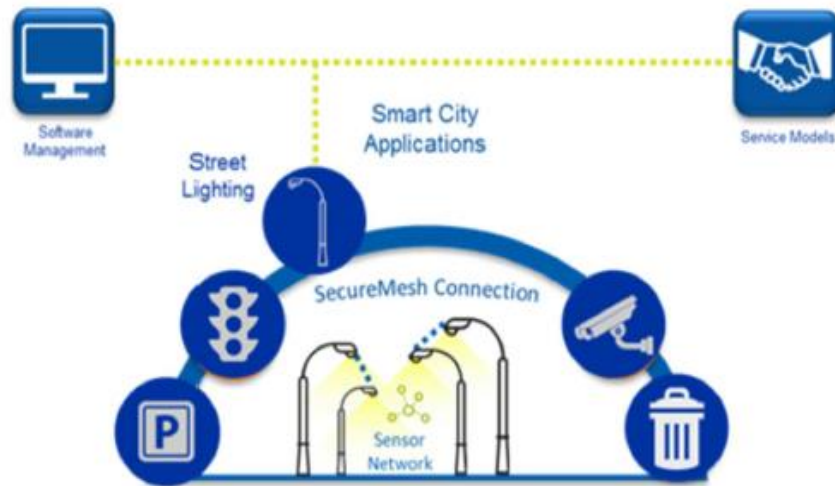 Software
Management
Service Models
Smart City
Applications
Street
Lighting
SecureMesh Connection
P
Sensor
Network